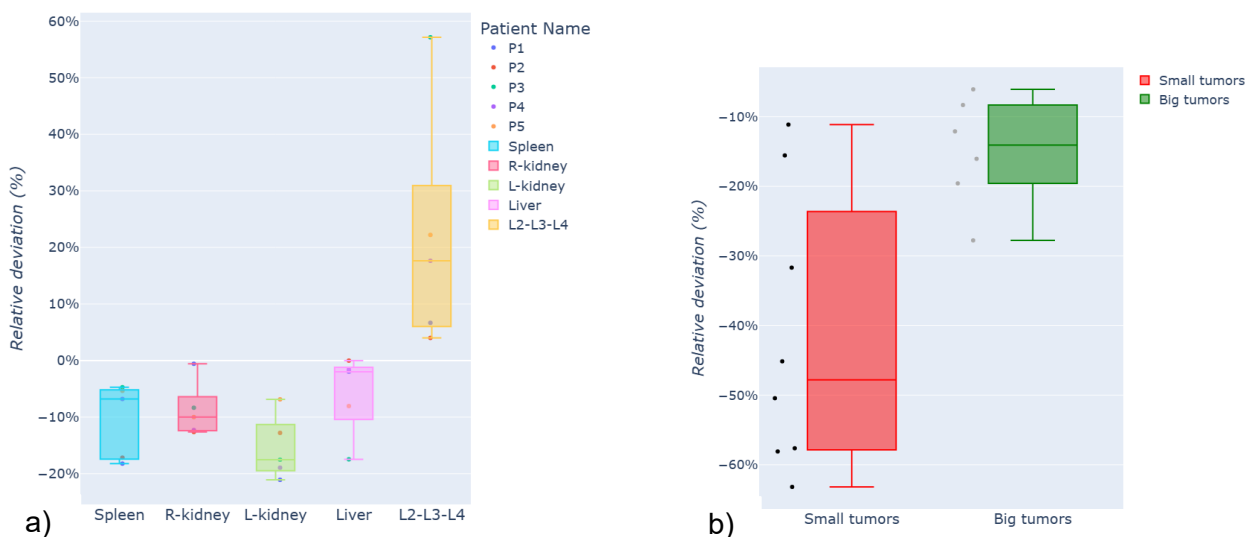 60%
50%
40%
30%
20%
10%
0%
−10%
−20%
Relative deviation (%)
Spleen
R-kidney
L-kidney
Liver
L2-L3-L4
Patient Name
P1
P2
P3
P4
P5
Spleen
R-kidney
L-kidney
Liver
L2-L3-L4
a)
−10%
−20%
−30%
−40%
−50%
−60%
Relative deviation (%)
Small tumors
Big tumors
Small tumors
Big tumors
b)